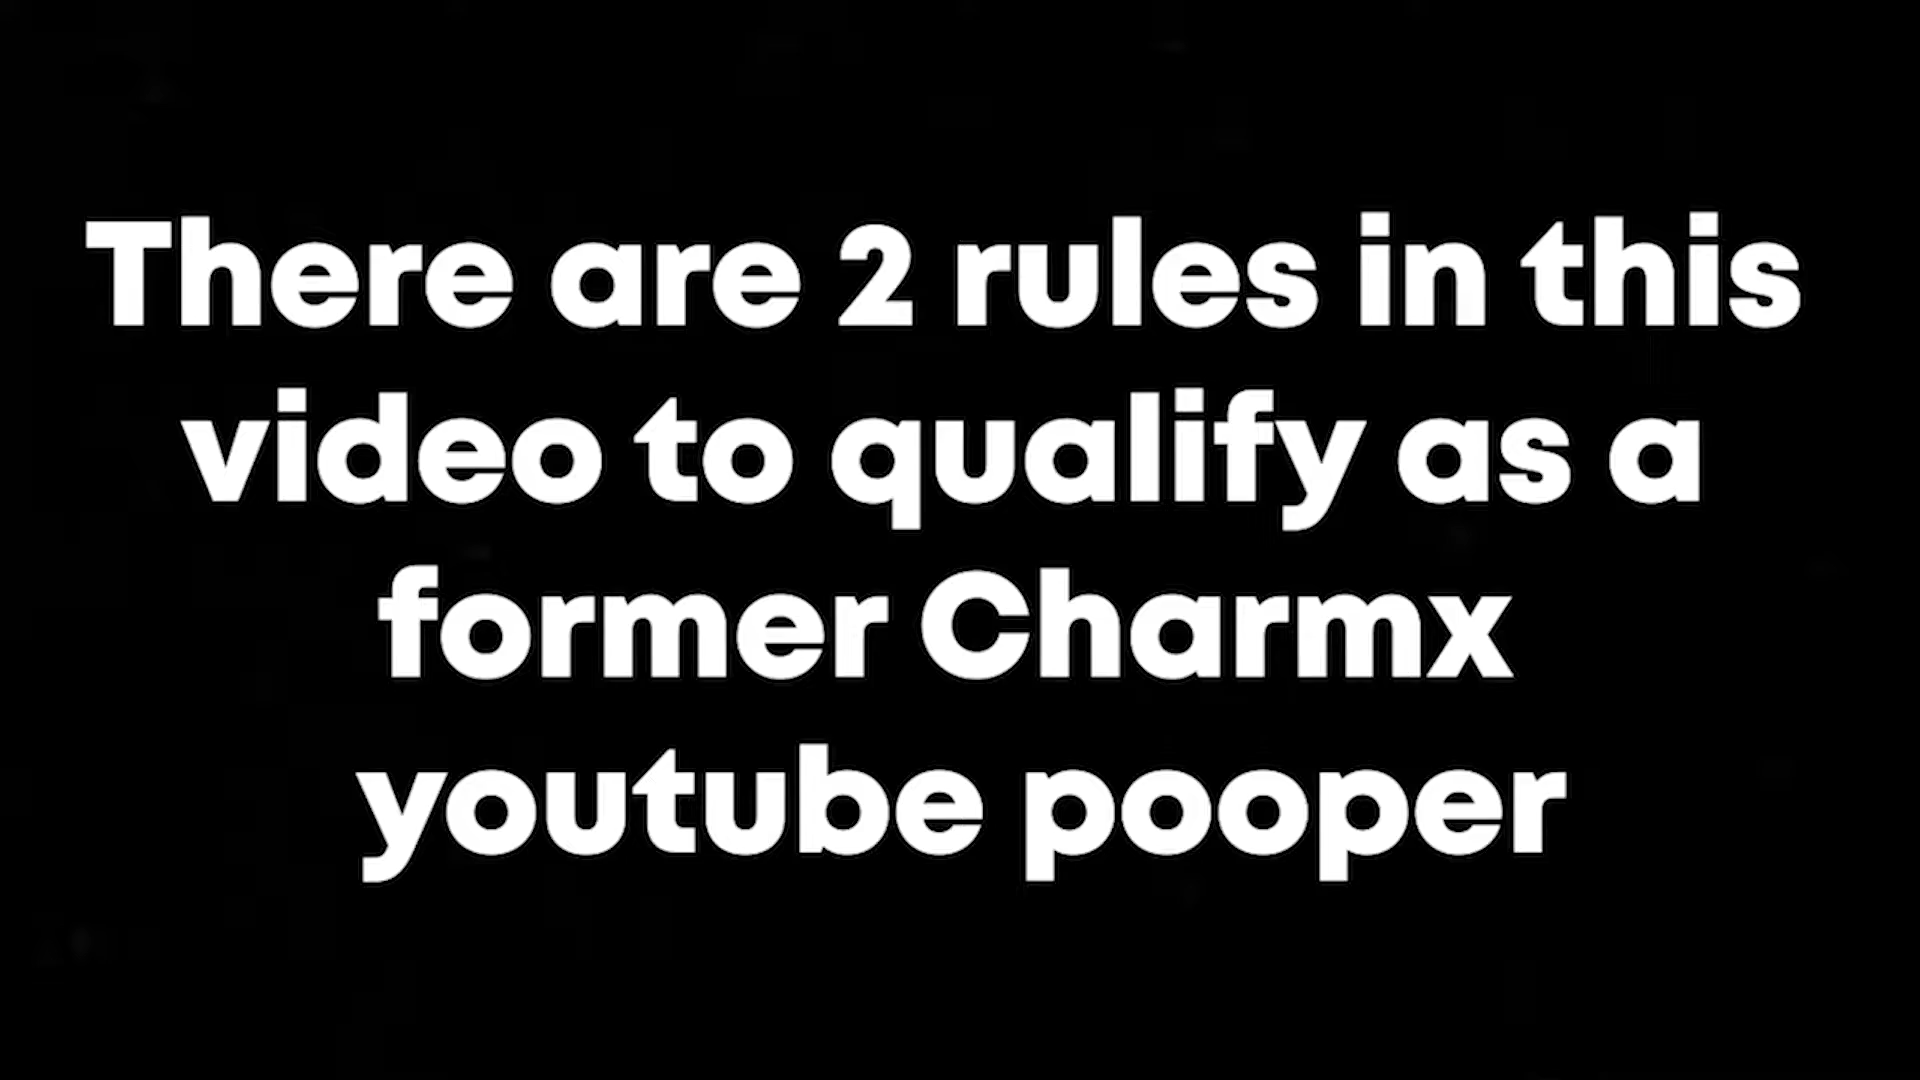 There are 2 rules in this
video to qualify as a
former Charmx
youtube pooper